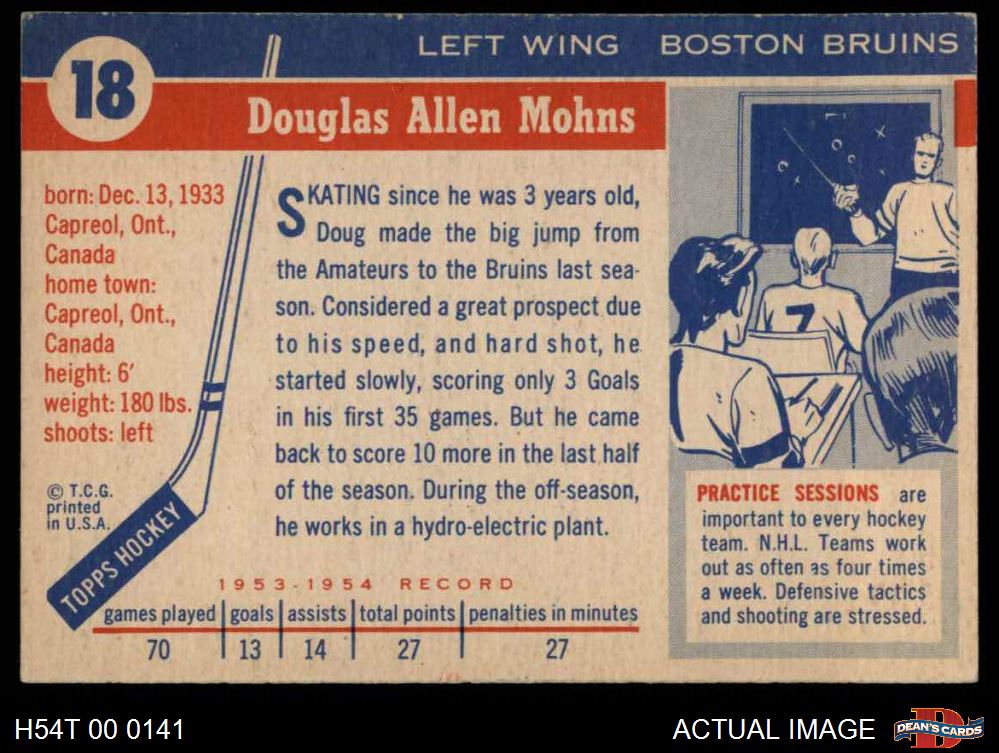 18
LEFT WING BOSTON BRUINS
Douglas Allen Mohns
born: Dec. 13, 1933
Capreol, Ont.,
Canada
home town:
Capreol, Ont.,
Canada
height: 6'
weight: 180 lbs.
shoots: left
© T.C.G.
printed
in U.S.A.
TOPPS HOCKEY
SKATING since he was 3 years old,
Doug made the big jump from
the Amateurs to the Bruins last sea-
son. Considered a great prospect due
to his speed, and hard shot, he
started slowly, scoring only 3 Goals
in his first 35 games. But he came
back to score 10 more in the last half
of the season. During the off-season,
he works in a hydro-electric plant.
1953-1954 RECORD
games played goals assists total points penalties in minutes
70 13 14 27 27
7
PRACTICE SESSIONS are
important to every hockey
team. N.H.L. Teams work
out as often as four times
a week. Defensive tactics
and shooting are stressed.
H54T 00 0141
ACTUAL IMAGE
DEAN'S CARDS